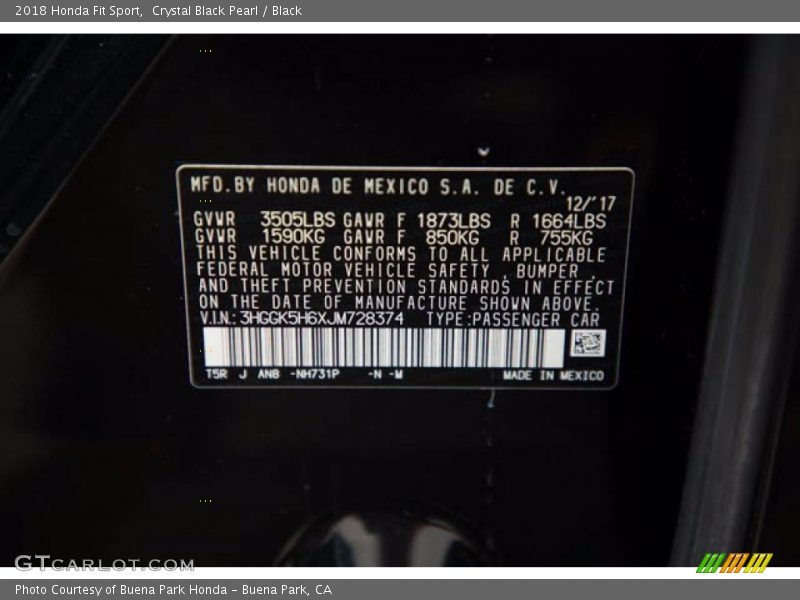 2018 Honda Fit Sport,  Crystal Black Pearl / Black
MFD.BY HONDA DE MEXICO S.A. DE C.V.
12/'17
GVWR 3505LBS GAWR F 1873LBS R 1664LBS
GVWR 1590KG GAWR F 850KG R 755KG
THIS VEHICLE CONFORMS TO ALL APPLICABLE
FEDERAL MOTOR VEHICLE SAFETY , BUMPER ,
AND THEFT PREVENTION STANDARDS IN EFFECT
ON THE DATE OF MANUFACTURE SHOWN ABOVE.
V.I.N.:3HGGK5H6XJM728374 TYPE:PASSENGER CAR
T5R J ANB -NH731P -N -M MADE IN MEXICO
GTcarlot.com
Photo Courtesy of Buena Park Honda - Buena Park, CA